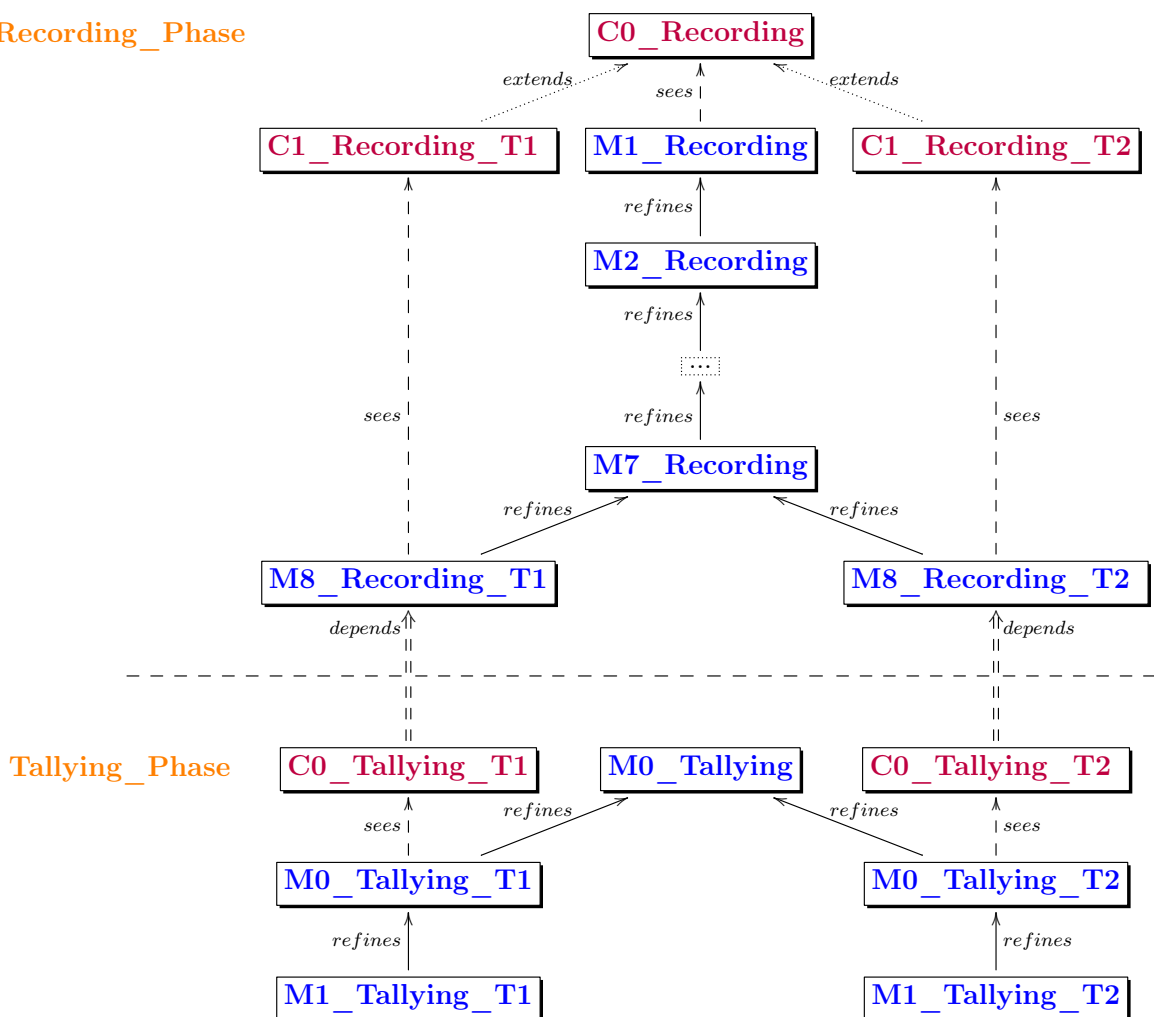 Recording_Phase
C0_Recording
extends
sees
extends
C1_Recording_T1
M1_Recording
C1_Recording_T2
refines
M2_Recording
refines
...
sees
refines
sees
M7_Recording
refines
refines
M8_Recording_T1
M8_Recording_T2
depends
depends
Tallying_Phase
C0_Tallying_T1
M0_Tallying
C0_Tallying_T2
refines
refines
sees
sees
M0_Tallying_T1
M0_Tallying_T2
refines
refines
M1_Tallying_T1
M1_Tallying_T2